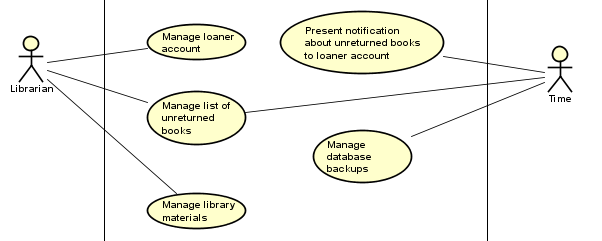 Manage loaner
account
Present notification
about unreturned books
to loaner account
Librarian
Time
Manage list of
unreturned
books
Manage
database
backups
Manage library
materials